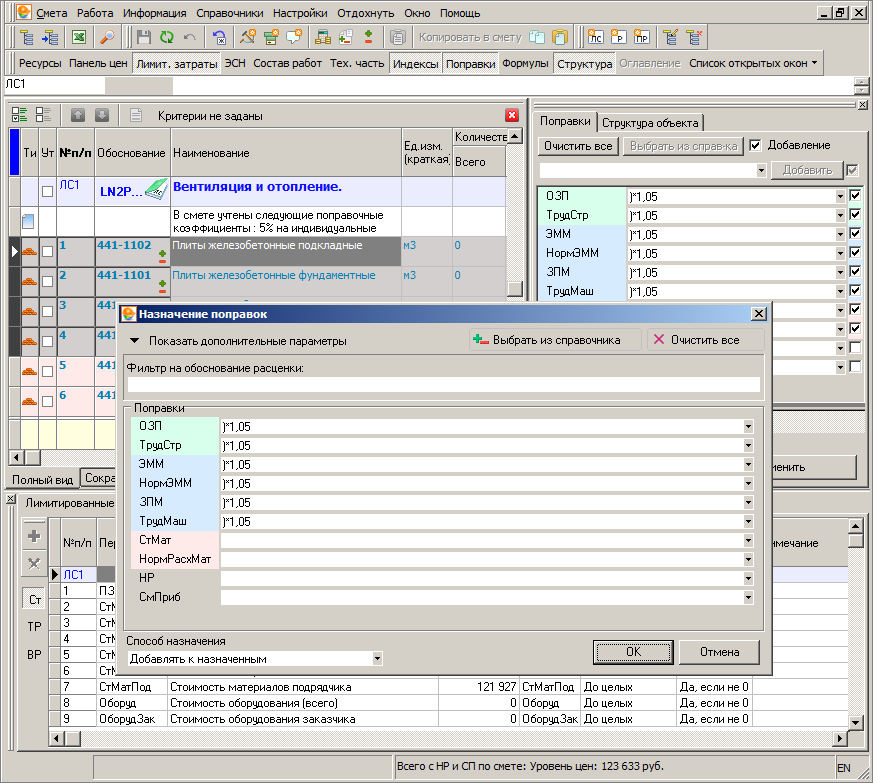 Смета Работа Информация Справочники Настройки Отдохнуть Окно Помощь
Копировать в смету ЛС Р ПР
Ресурсы Панель цен Лимит. затраты ЭСН Состав работ Тех. часть Индексы Поправки Формулы Структура Оглавление Список открытых окон
ЛС1
Критерии не заданы
Ти Ут №п/п Обоснование Наименование Ед.изм. (краткая) Количеств
Всего
ЛС1 LN2P... Вентиляция и отопление.
В смете учтены следующие поправочные
коэффициенты : 5% на индивидуальные
1 441-1102 Плиты железобетонные подкладные м3 0
2 441-1101 Плиты железобетонные фундаментные м3 0
3 441
4 441
5 441
6 441
Полный вид Сокра
Поправки Структура объекта
Очистить все Выбрать из справ-ка Добавление
Добавить
ОЗП )*1,05
ТрудСтр )*1,05
ЭММ )*1,05
НормЭММ )*1,05
ЗПМ )*1,05
ТрудМаш )*1,05
менить
Назначение поправок
Показать дополнительные параметры Выбрать из справочника Очистить все
Фильтр на обоснование расценки:
Поправки
ОЗП )*1,05
ТрудСтр )*1,05
ЭММ )*1,05
НормЭММ )*1,05
ЗПМ )*1,05
ТрудМаш )*1,05
СтМат
НормРасхМат
НР
СмПриб
Способ назначения
Добавлять к назначенным
OK Отмена
Лимитированные
№п/п Пер мечание
Ст
ТР
ВР
ЛС1
1 ПЗ
2 СтМ
3 СтМ
4 СтМ
5 СтМ
6 СтМ
7 СтМатПод Стоимость материалов подрядчика 121 927 СтМатПод До целых Да, если не 0
8 Оборуд Стоимость оборудования (всего) 0 Оборуд До целых Да, если не 0
9 ОборудЗак Стоимость оборудования заказчика 0 ОборудЗак До целых Да, если не 0
Всего с НР и СП по смете: Уровень цен: 123 633 руб. EN